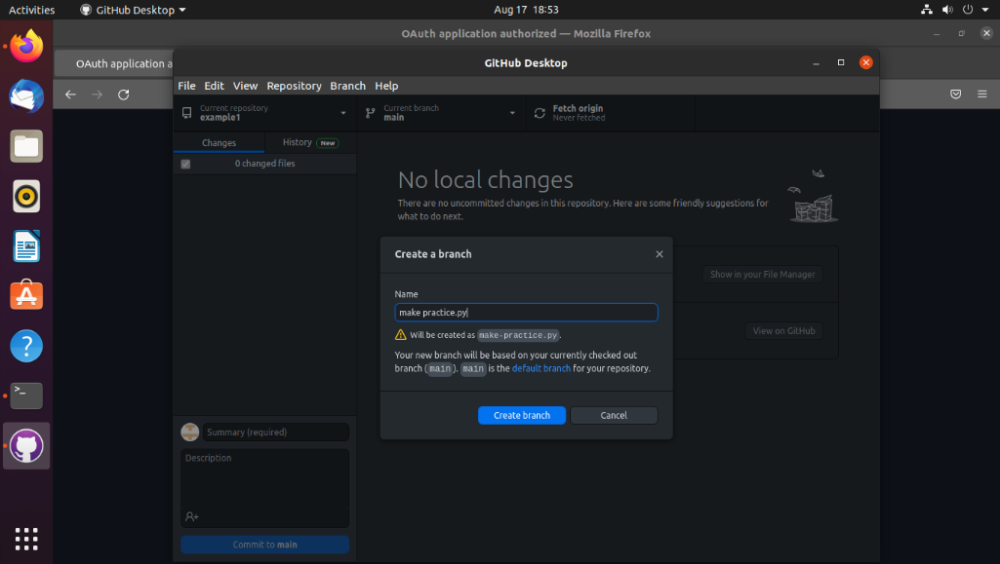 Activities
GitHub Desktop
Aug 17 18:53
OAuth application authorized — Mozilla Firefox
OAuth application a
GitHub Desktop
File Edit View Repository Branch Help
Current repository
example1
Current branch
main
Fetch origin
Never fetched
Changes
History New
0 changed files
No local changes
There are no uncommitted changes in this repository. Here are some friendly suggestions for
what to do next.
Show in your File Manager
View on GitHub
Create a branch
Name
make practice.py
Will be created as make-practice.py.
Your new branch will be based on your currently checked out
branch (main). main is the default branch for your repository.
Create branch
Cancel
Summary (required)
Description
Commit to main